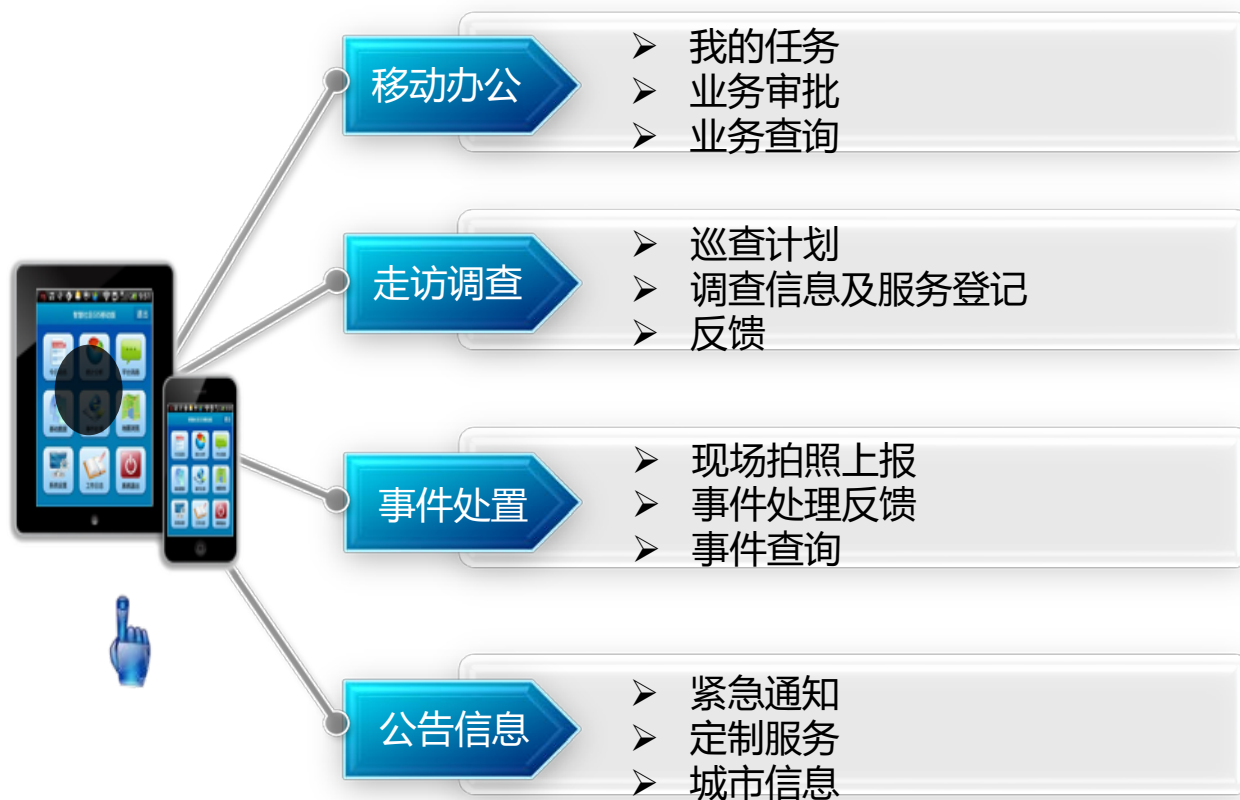 移动办公
我的任务
业务审批
业务查询
走访调查
巡查计划
调查信息及服务登记
反馈
事件处置
现场拍照上报
事件处理反馈
事件查询
公告信息
紧急通知
定制服务
城市信息